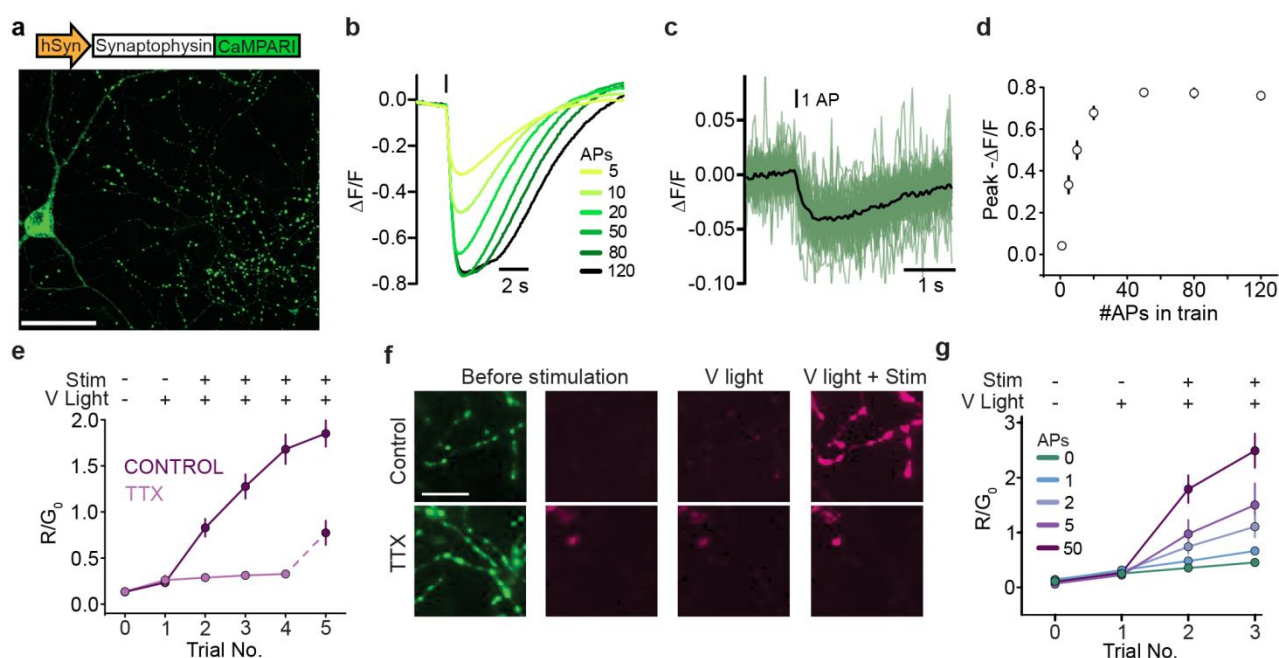 a
hSyn Synaptophysin CaMPARI
b
0.0
-0.2
-0.4
-0.6
-0.8
ΔF/F
APs
5
10
20
50
80
120
2 s
c
1 AP
0.05
0.00
-0.05
-0.10
ΔF/F
1 s
d
0.8
0.6
0.4
0.2
0.0
Peak -ΔF/F
0 40 80 120
#APs in train
e
Stim - - + + + +
V Light - + + + + +
2.0
1.5
1.0
0.5
0.0
R/G0
CONTROL
TTX
0 1 2 3 4 5
Trial No.
f
Before stimulation V light V light + Stim
Control
TTX
g
Stim - - + +
V Light - + + +
APs
0
1
2
5
50
3
2
1
0
R/G0
0 1 2 3
Trial No.